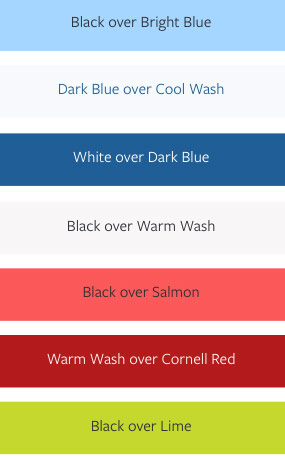 Black over Bright Blue
Dark Blue over Cool Wash
White over Dark Blue
Black over Warm Wash
Black over Salmon
Warm Wash over Cornell Red
Black over Lime